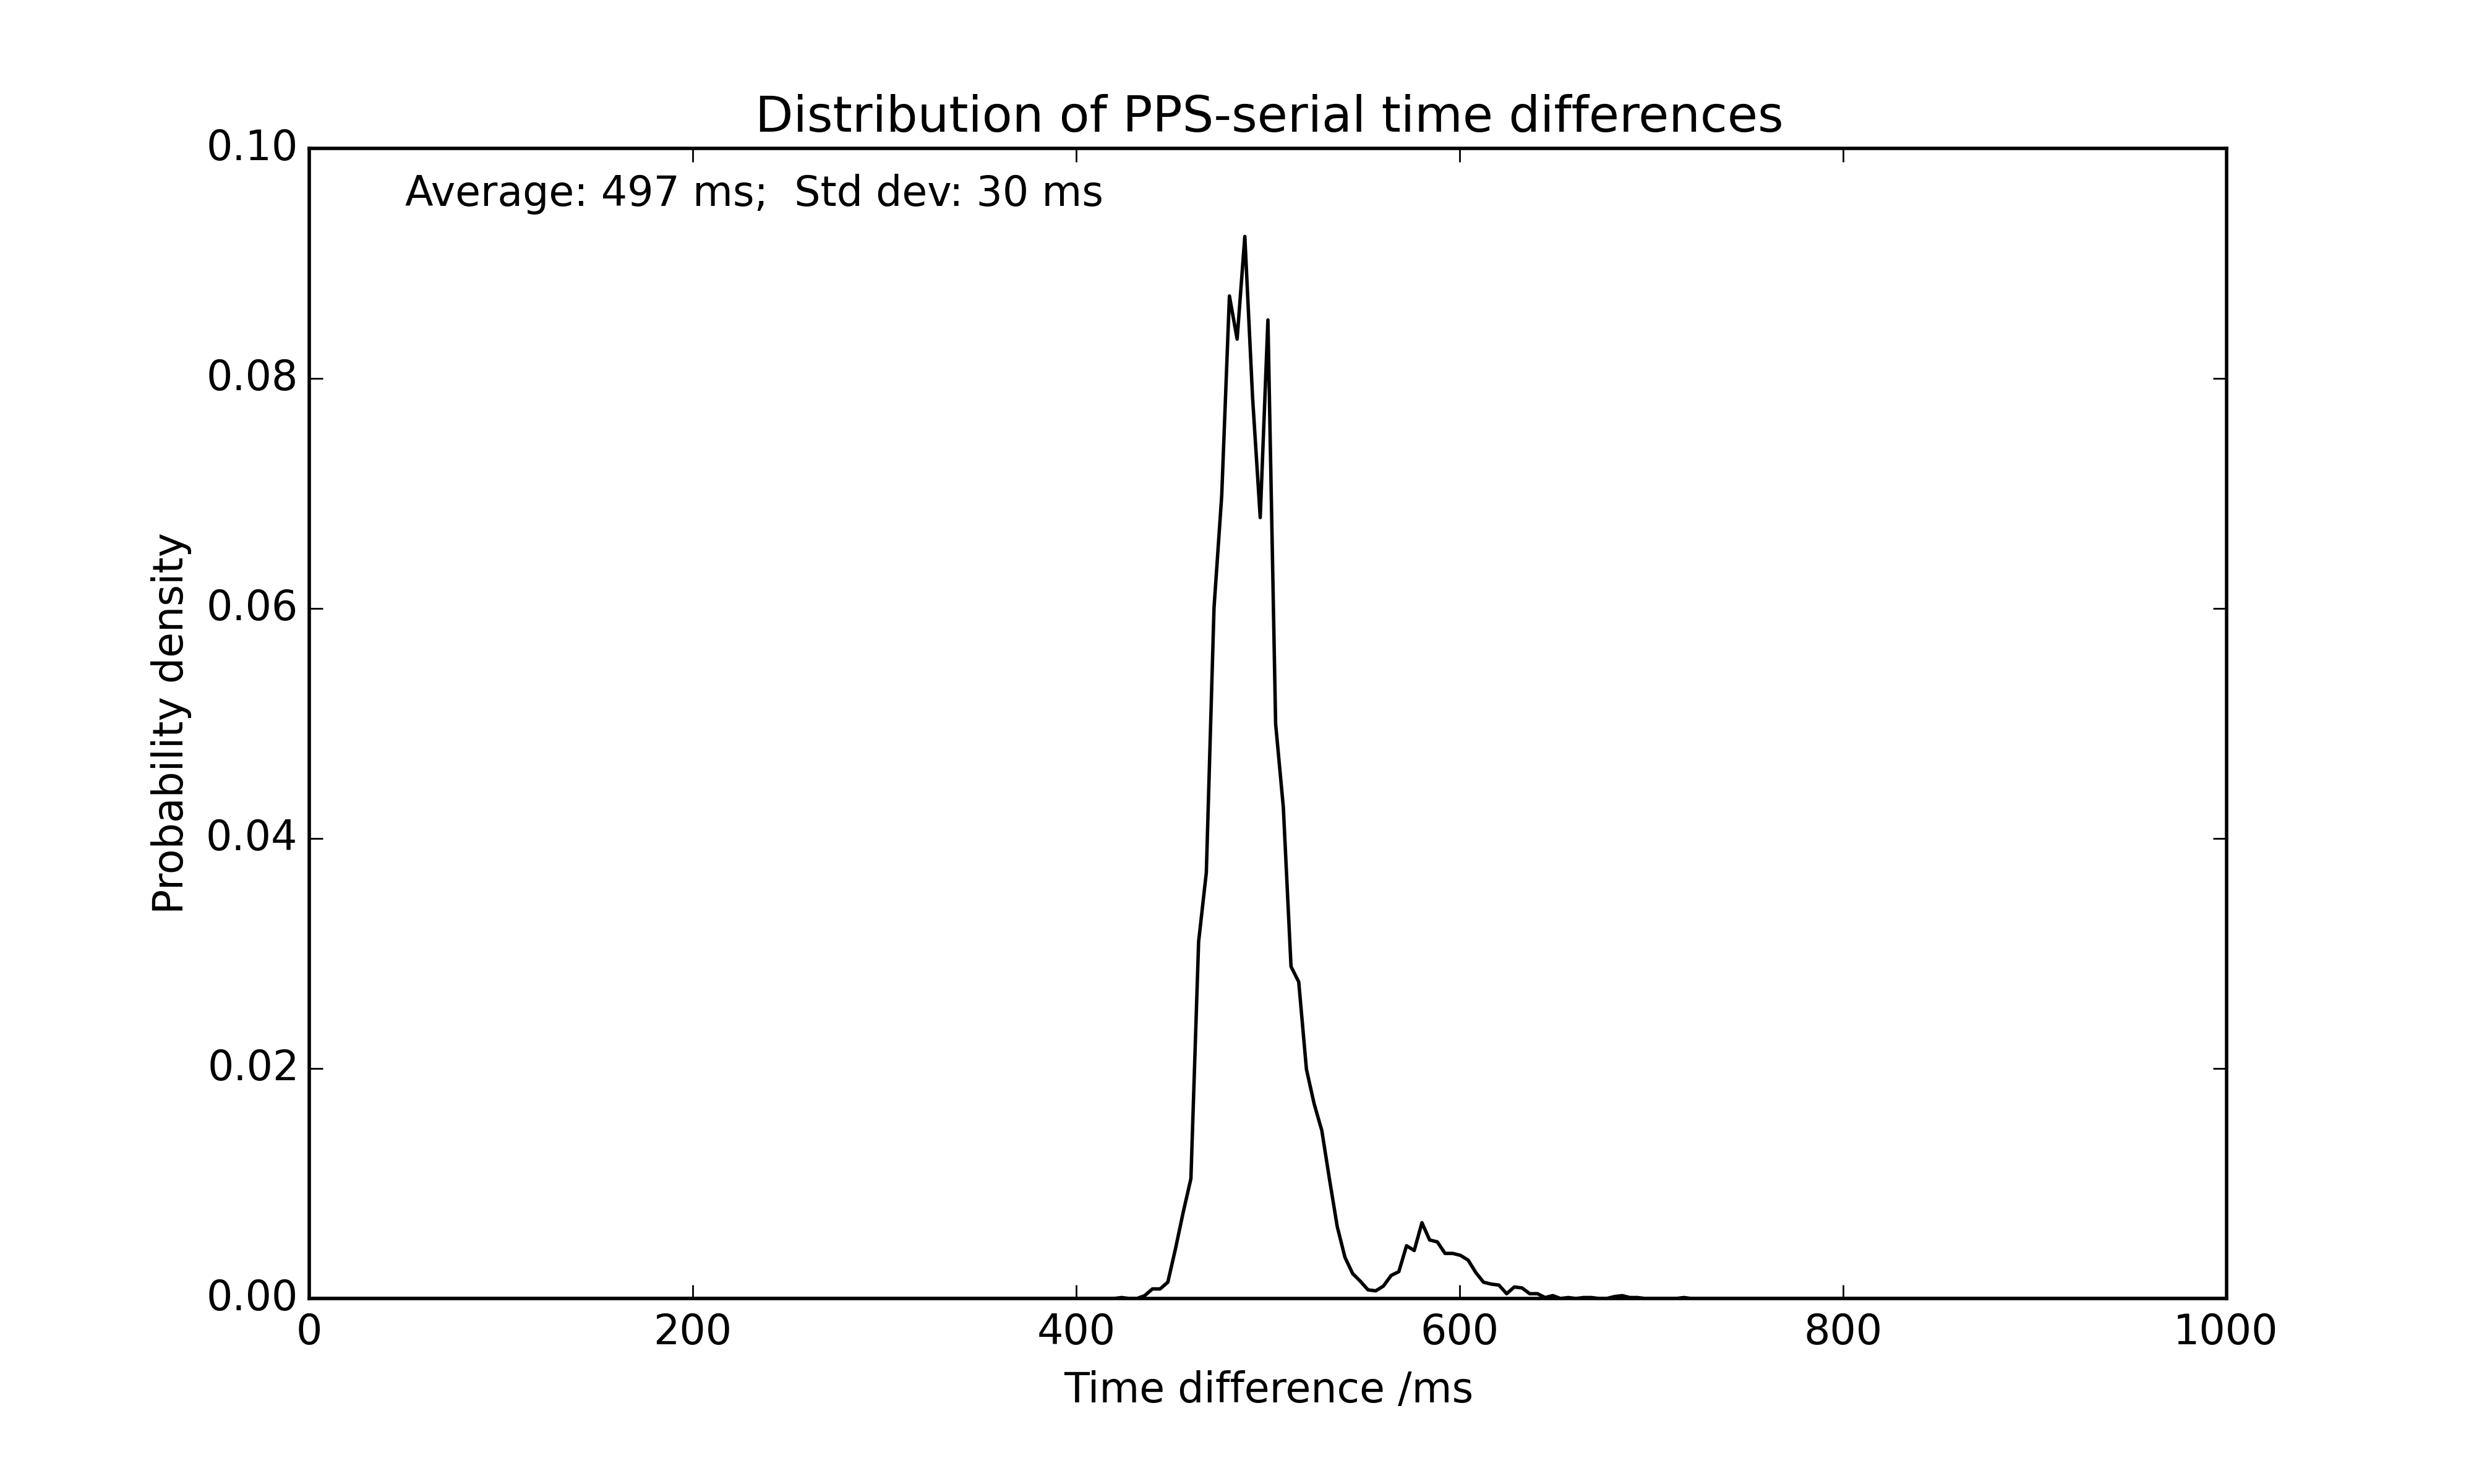 Distribution of PPS-serial time differences
Average: 497 ms;  Std dev: 30 ms
0.10
0.08
0.06
0.04
0.02
0.00
Probability density
0 200 400 600 800 1000
Time difference /ms